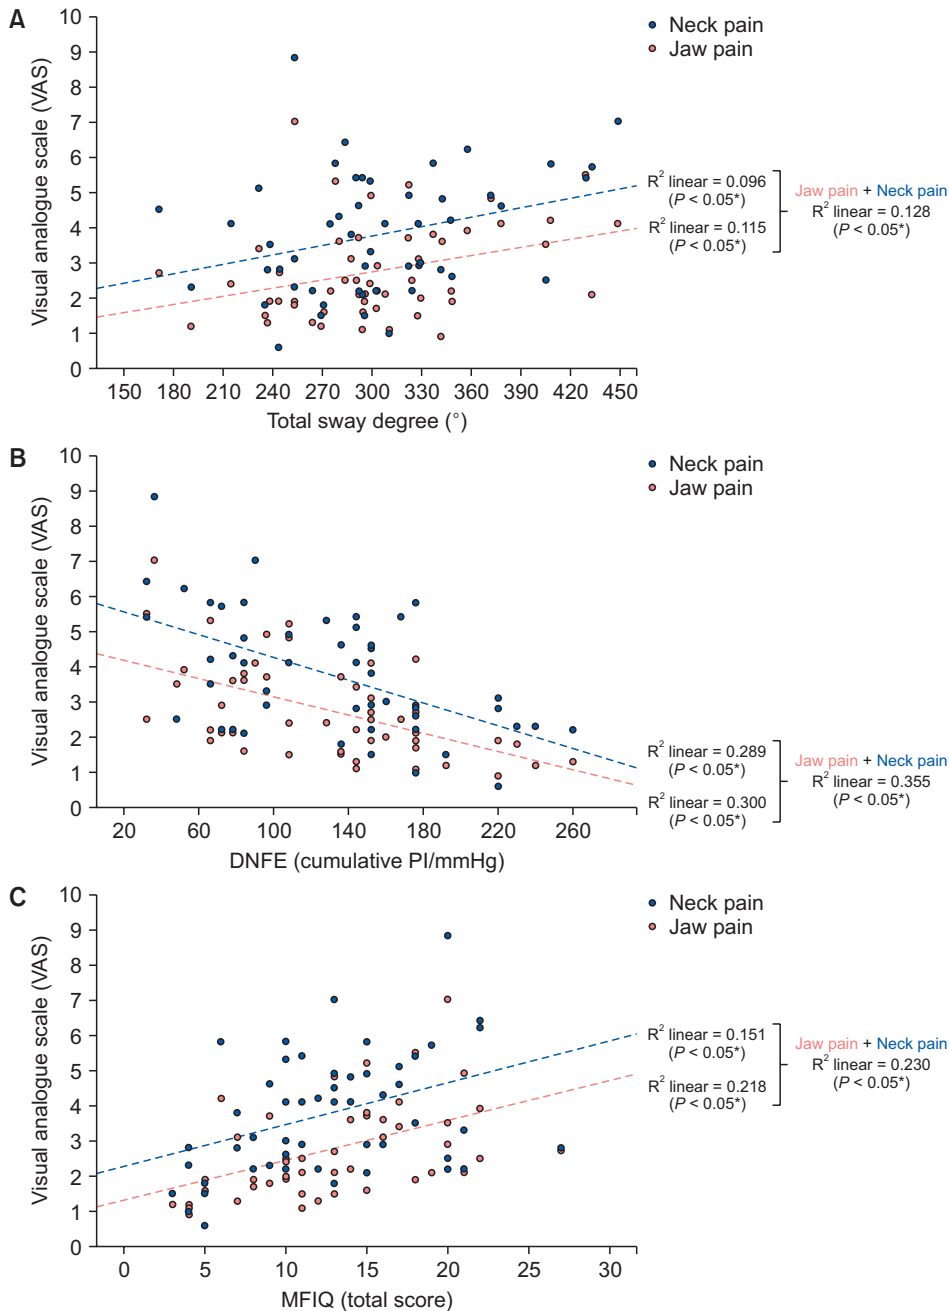 A
Neck pain
Jaw pain
Visual analogue scale (VAS)
10
9
8
7
6
5
4
3
2
1
0
150 180 210 240 270 300 330 360 390 420 450
Total sway degree (°)
R² linear = 0.096
(P < 0.05*)
R² linear = 0.115
(P < 0.05*)
Jaw pain + Neck pain
R² linear = 0.128
(P < 0.05*)
B
Neck pain
Jaw pain
Visual analogue scale (VAS)
10
9
8
7
6
5
4
3
2
1
0
20 60 100 140 180 220 260
DNFE (cumulative PI/mmHg)
R² linear = 0.289
(P < 0.05*)
R² linear = 0.300
(P < 0.05*)
Jaw pain + Neck pain
R² linear = 0.355
(P < 0.05*)
C
Neck pain
Jaw pain
Visual analogue scale (VAS)
10
9
8
7
6
5
4
3
2
1
0
0 5 10 15 20 25 30
MFIQ (total score)
R² linear = 0.151
(P < 0.05*)
R² linear = 0.218
(P < 0.05*)
Jaw pain + Neck pain
R² linear = 0.230
(P < 0.05*)